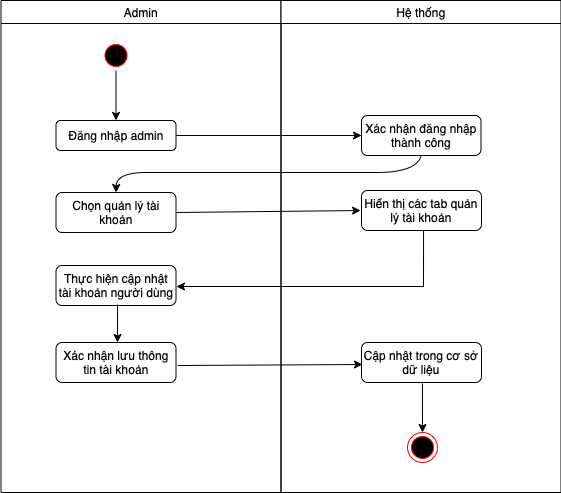 Admin
Hệ thống
Đăng nhập admin
Xác nhận đăng nhập
thành công
Chọn quản lý tài
khoản
Hiển thị các tab quản
lý tài khoản
Thực hiện cập nhật
tài khoản người dùng
Xác nhận lưu thông
tin tài khoản
Cập nhật trong cơ sở
dữ liệu